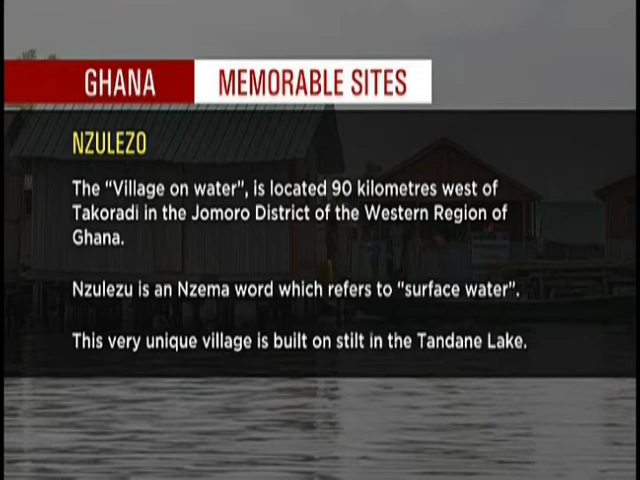 GHANA MEMORABLE SITES
NZULEZO
The “Village on water”, is located 90 kilometres west of
Takoradi in the Jomoro District of the Western Region of
Ghana.
Nzulezu is an Nzema word which refers to “surface water”.
This very unique village is built on stilt in the Tandane Lake.